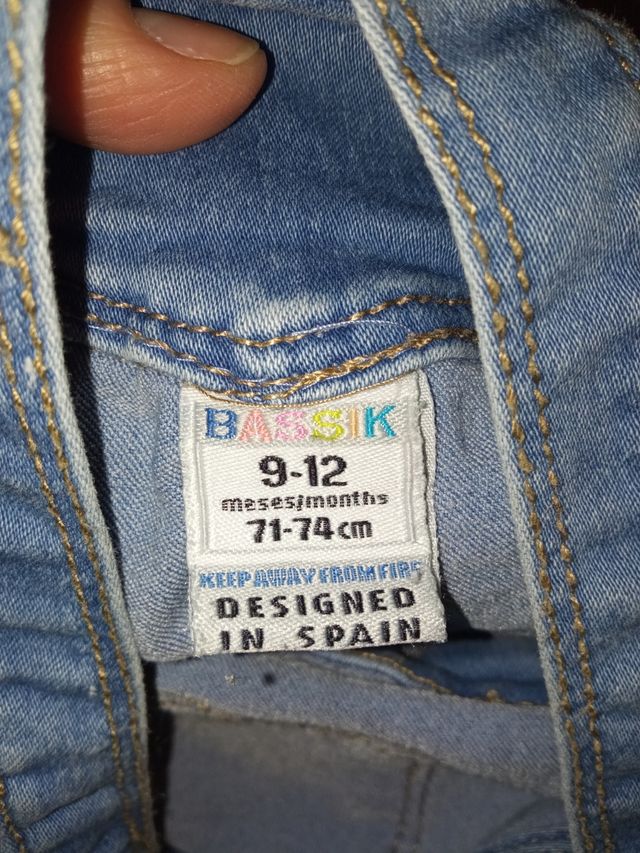 BASSIK
9-12
meses/months
71-74cm
KEEP AWAY FROM FIRE
DESIGNED
IN SPAIN